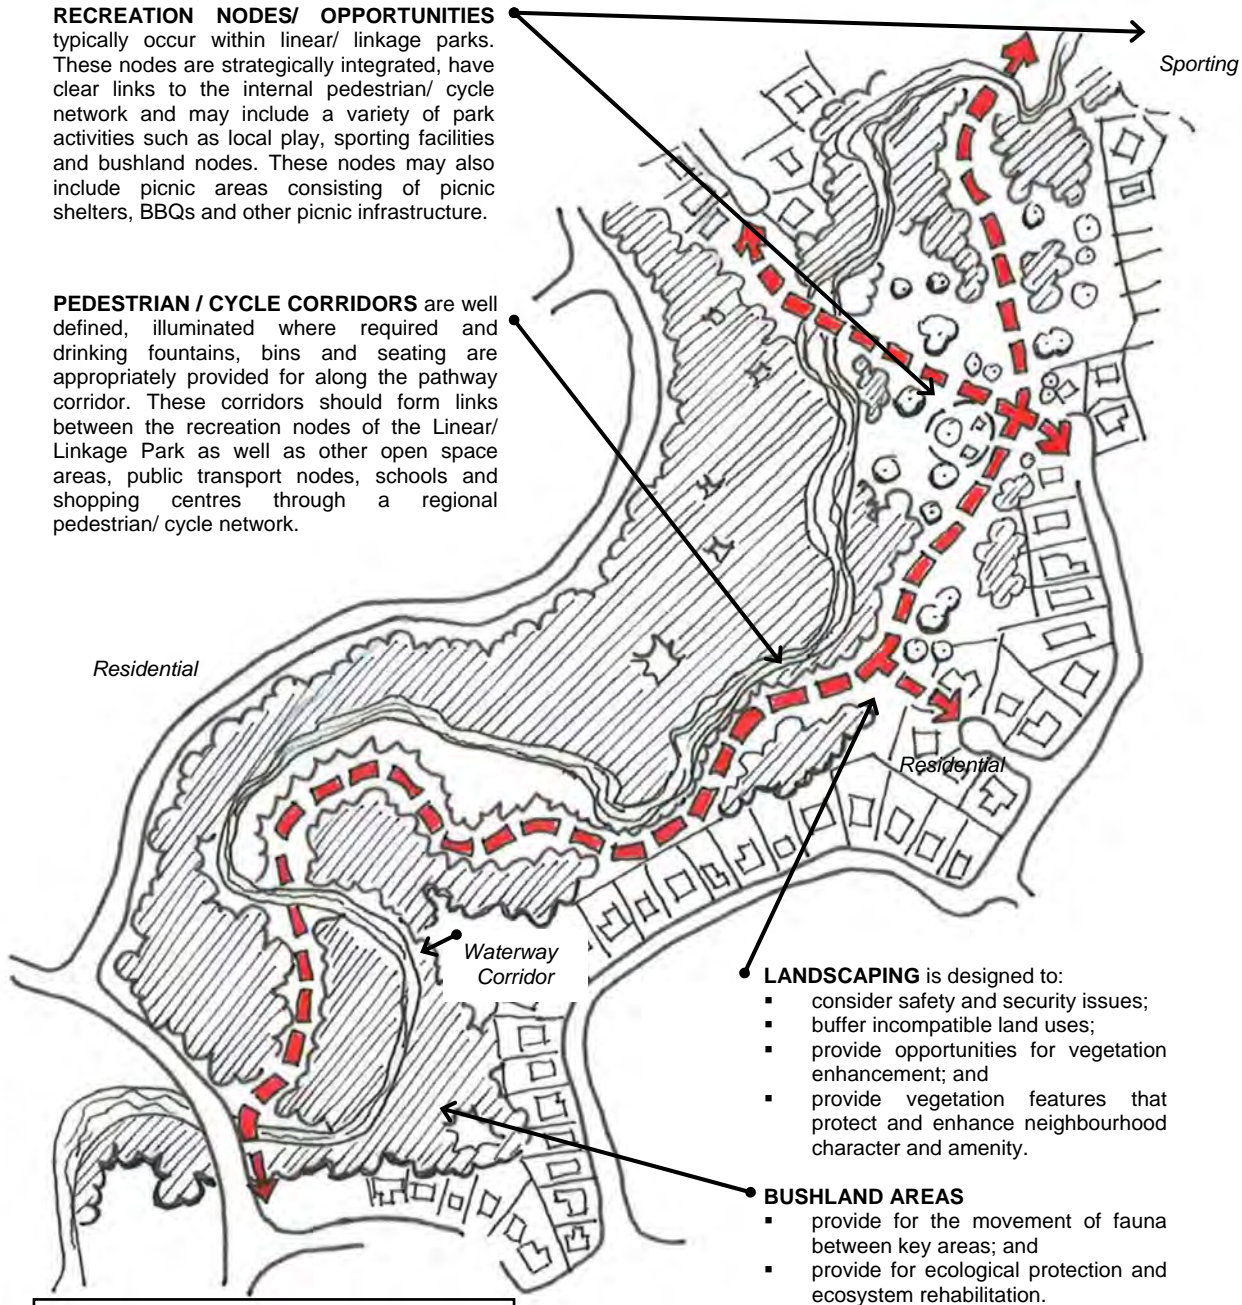 RECREATION NODES/ OPPORTUNITIES
typically occur within linear/ linkage parks.
These nodes are strategically integrated, have
clear links to the internal pedestrian/ cycle
network and may include a variety of park
activities such as local play, sporting facilities
and bushland nodes. These nodes may also
include picnic areas consisting of picnic
shelters, BBQs and other picnic infrastructure.
Sporting
PEDESTRIAN / CYCLE CORRIDORS are well
defined, illuminated where required and
drinking fountains, bins and seating are
appropriately provided for along the pathway
corridor. These corridors should form links
between the recreation nodes of the Linear/
Linkage Park as well as other open space
areas, public transport nodes, schools and
shopping centres through a regional
pedestrian/ cycle network.
Residential
Residential
Waterway
Corridor
LANDSCAPING is designed to:
▪ consider safety and security issues;
▪ buffer incompatible land uses;
▪ provide opportunities for vegetation
enhancement; and
▪ provide vegetation features that
protect and enhance neighbourhood
character and amenity.
BUSHLAND AREAS
▪ provide for the movement of fauna
between key areas; and
▪ provide for ecological protection and
ecosystem rehabilitation.